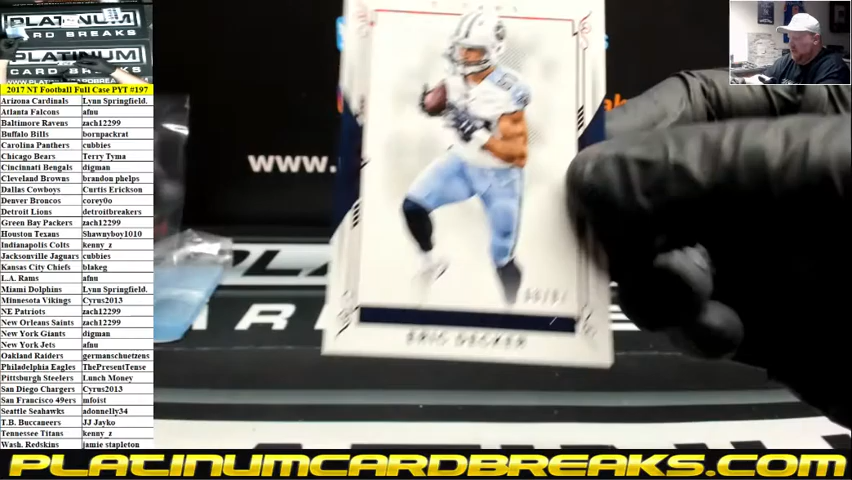 PLATINUM
ARD BREAKS
PLATINUM
CARD BREAKS
2017 NT Football Full Case PYT #197
Arizona Cardinals Lynn Springfield.
Atlanta Falcons afnu
Baltimore Ravens zach12299
Buffalo Bills bornpackrat
Carolina Panthers cubbies
Chicago Bears Terry Tyma
Cincinnati Bengals digman
Cleveland Browns brandon phelps
Dallas Cowboys Curtis Erickson
Denver Broncos corey0o
Detroit Lions detroitbreakers
Green Bay Packers zach12299
Houston Texans Shawnyboy1010
Indianapolis Colts kenny_z
Jacksonville Jaguars cubbies
Kansas City Chiefs blakeg
L.A. Rams afnu
Miami Dolphins Lynn Springfield.
Minnesota Vikings Cyrus2013
NE Patriots zach12299
New Orleans Saints zach12299
New York Giants digman
New York Jets afnu
Oakland Raiders germanschnetzens
Philadelphia Eagles ThePresentTense
Pittsburgh Steelers Lunch Money
San Diego Chargers Cyrus2013
San Francisco 49ers mfoist
Seattle Seahawks adonnelly34
T.B. Buccaneers JJ Jayko
Tennessee Titans kenny_z
Wash. Redskins jamie stapleton
www.
ERIC DECKER
PLATINUMCARDBREAKS.COM